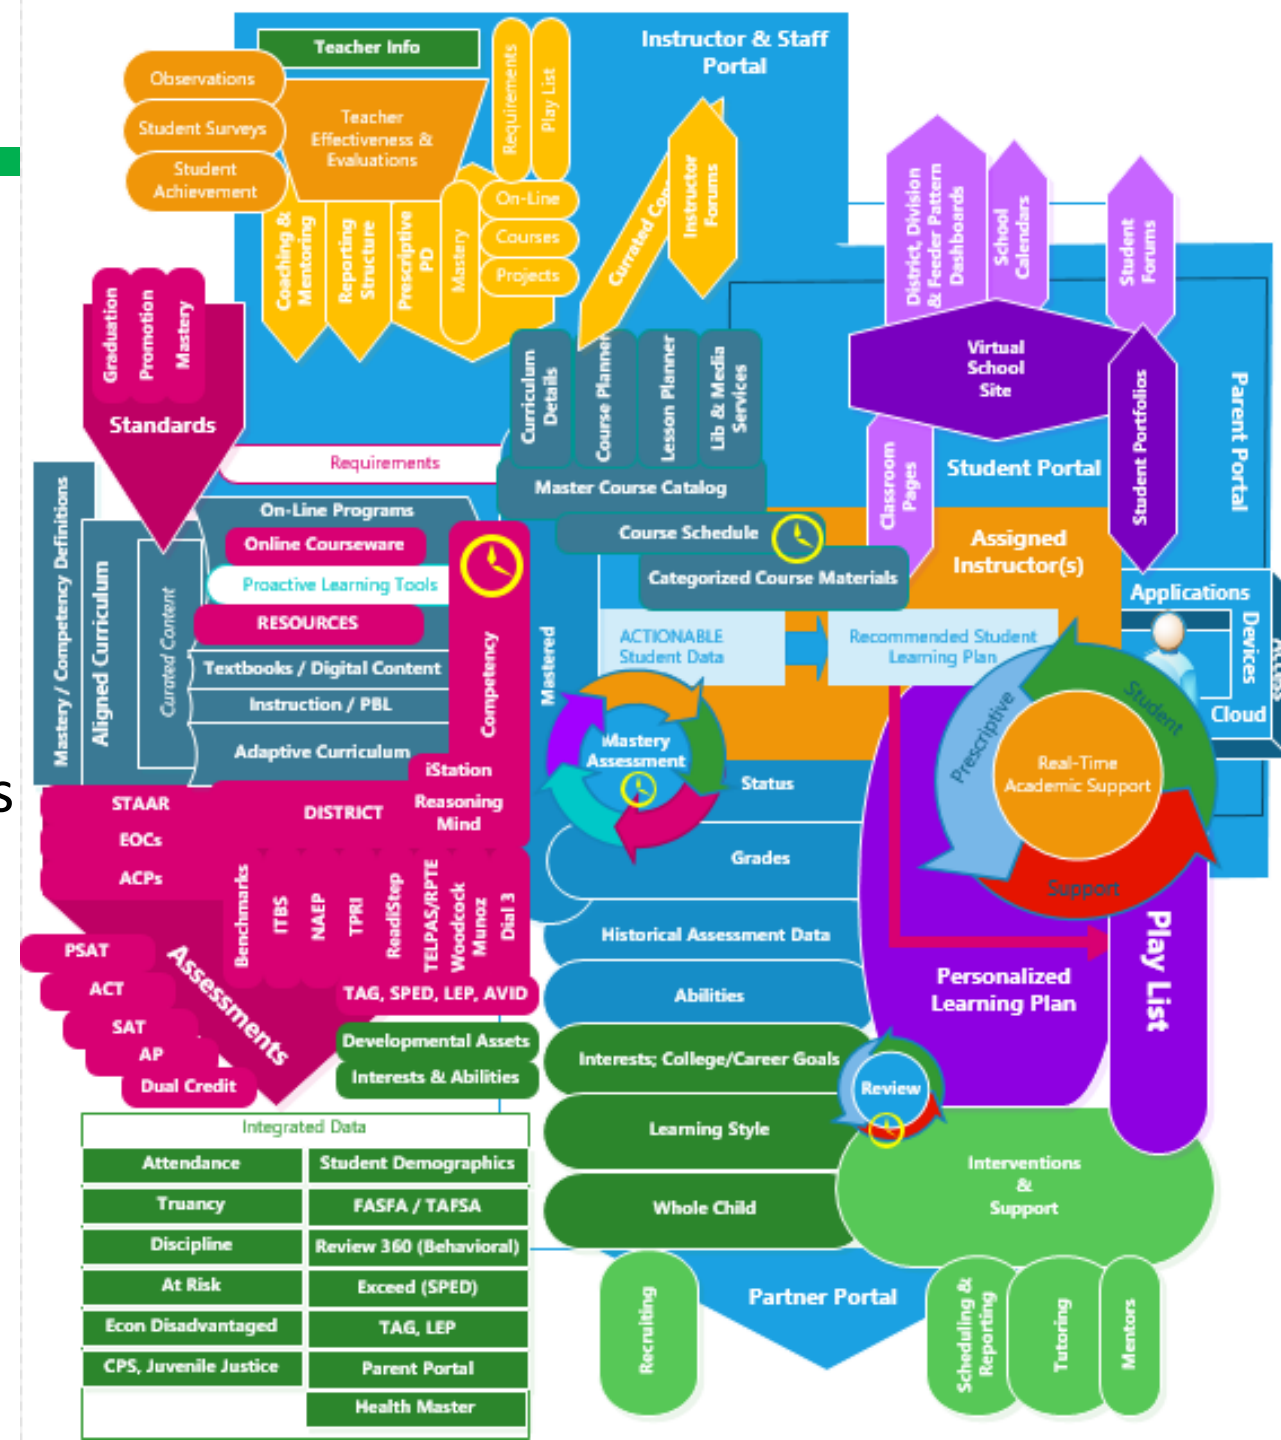 Instructor & Staff
Portal
Teacher Info
Observations
Student Surveys
Student
Achievement
Teacher
Effectiveness &
Evaluations
Requirements
Play List
Coaching &
Mentoring
Reporting
Structure
Prescriptive
PD
Mastery
On-Line
Courses
Projects
Currated
Instructor
Forums
District, Division
& Feeder Pattern
Dashboards
School
Calendars
Student
Forums
Virtual
School
Site
Student Portfolios
Parent Portal
Student Portal
Classroom
Pages
Graduation
Promotion
Mastery
Standards
Requirements
Curriculum
Details
Course Planner
Lesson Planner
Lib & Media
Services
Master Course Catalog
Course Schedule
Categorized Course Materials
Mastery / Competency Definitions
Aligned Curriculum
Curated Content
On-Line Programs
Online Courseware
Proactive Learning Tools
RESOURCES
Textbooks / Digital Content
Instruction / PBL
Adaptive Curriculum
Competency
Mastered
Assigned
Instructor(s)
Applications
Devices
Cloud
Access
ACTIONABLE
Student Data
Recommended Student
Learning Plan
Mastery
Assessment
Prescriptive
Student
Support
Real-Time
Academic Support
s
iStation
Reasoning
Mind
STAAR
EOCs
ACPs
DISTRICT
Benchmarks
ITBS
NAEP
TPRI
ReadiStep
TELPAS/RPTE
Woodcock
Munoz
Dial 3
TAG, SPED, LEP, AVID
Assessments
PSAT
ACT
SAT
AP
Dual Credit
Developmental Assets
Interests & Abilities
Status
Grades
Historical Assessment Data
Abilities
Interests; College/Career Goals
Learning Style
Whole Child
Personalized
Learning Plan
Play List
Review
Interventions
&
Support
Integrated Data
Attendance
Student Demographics
Truancy
FASFA / TAFSA
Discipline
Review 360 (Behavioral)
At Risk
Exceed (SPED)
Econ Disadvantaged
TAG, LEP
CPS, Juvenile Justice
Parent Portal
Health Master
Partner Portal
Recruiting
Scheduling &
Reporting
Tutoring
Mentors